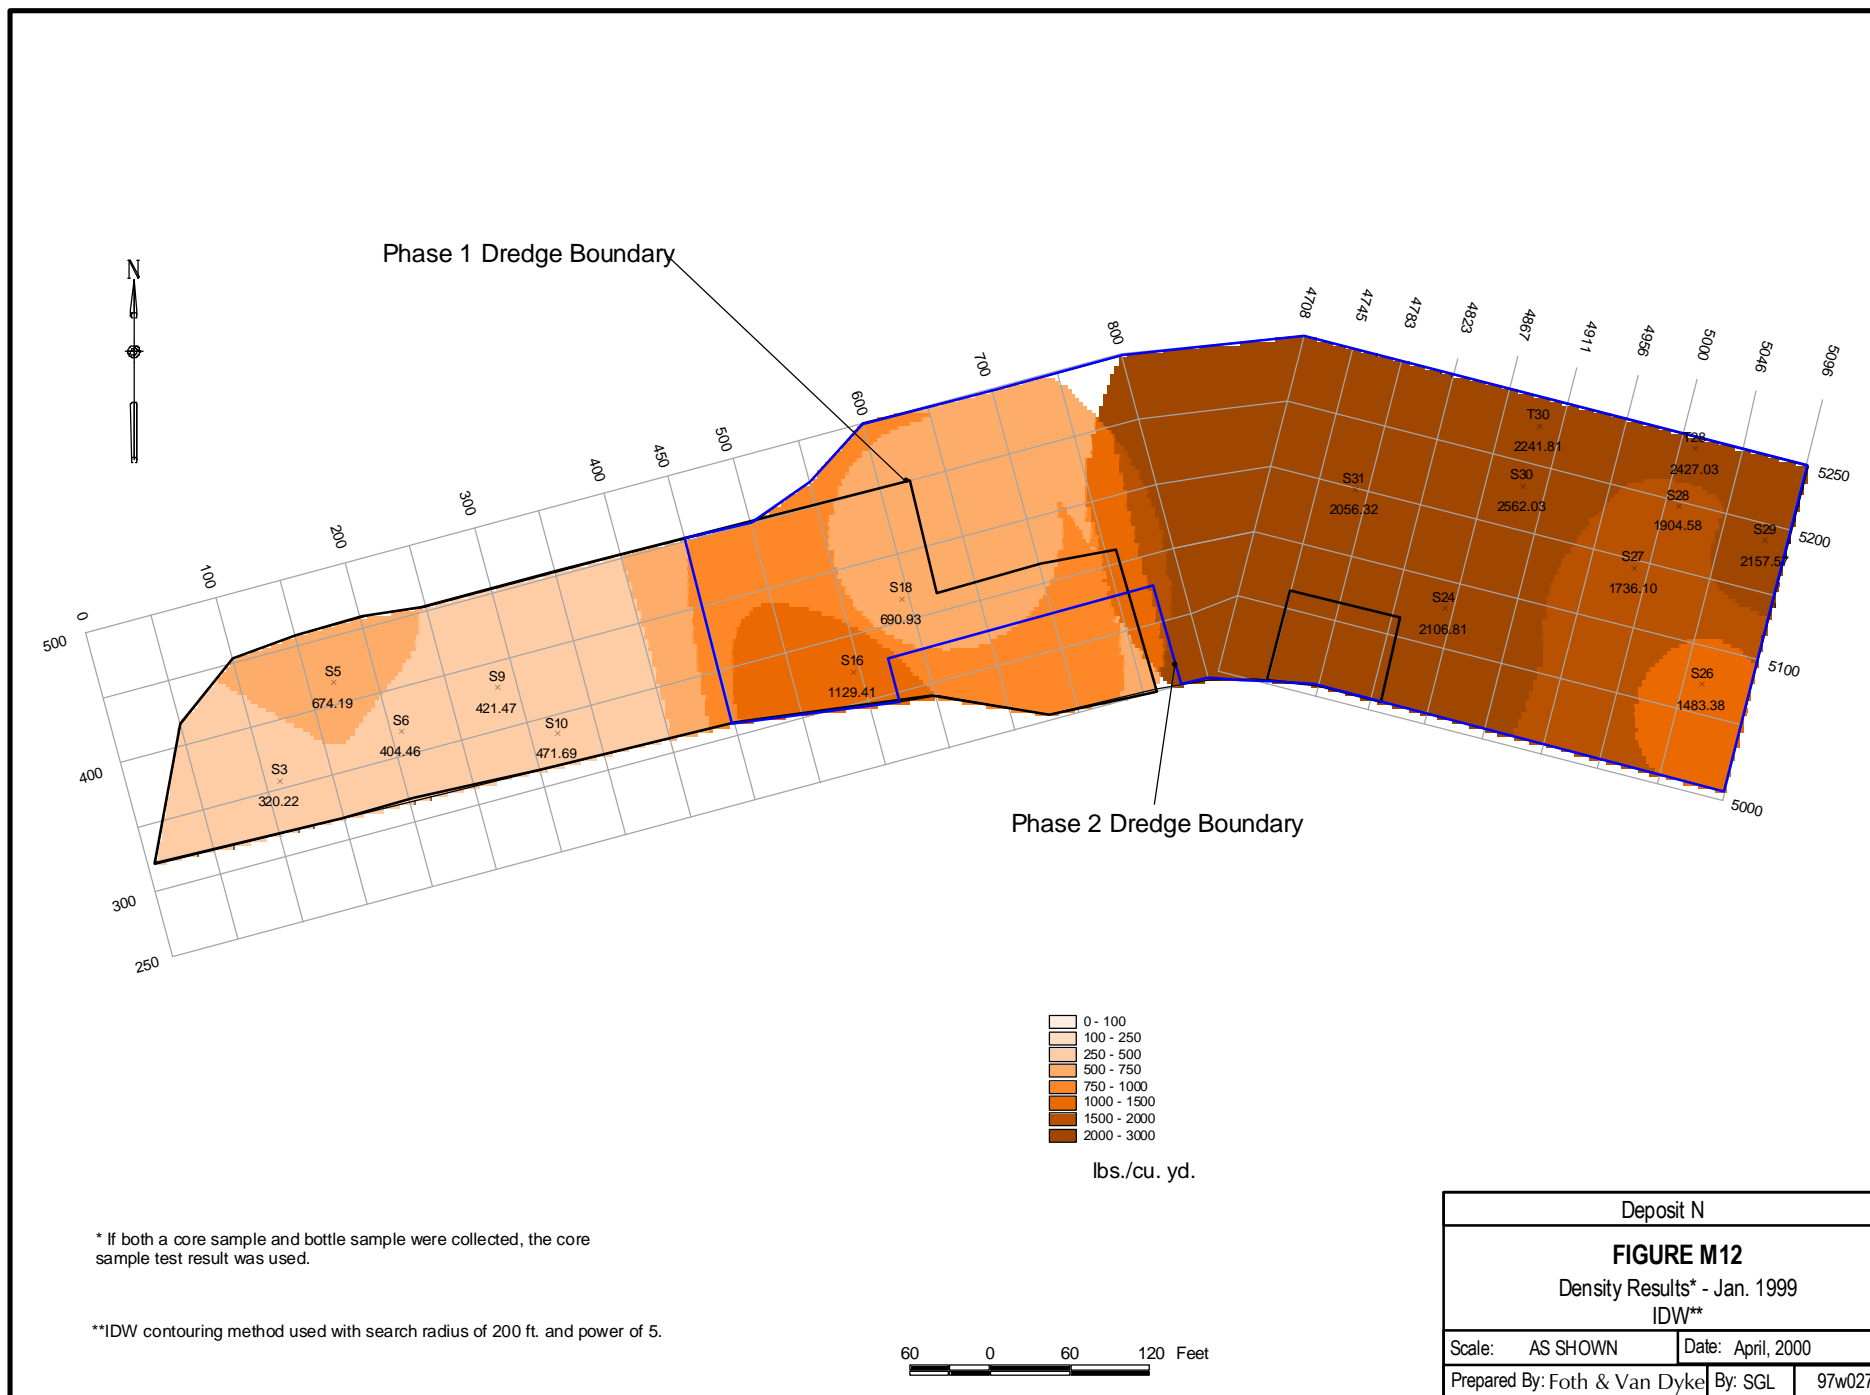 Phase 1 Dredge Boundary
N
4708
4745
4783
4823
4867
4911
4956
5000
5046
5096
800
700
600
500
450
400
300
200
100
0
500
400
300
250
5250
5200
5100
5000
T30
2241.81
T28
2427.03
S31
2056.32
S30
2562.03
S28
1904.58
S29
2157.57
S27
1736.10
S24
2106.81
S26
1483.38
S18
690.93
S16
1129.41
S5
674.19
S9
421.47
S6
404.46
S10
471.69
S3
320.22
Phase 2 Dredge Boundary
0 - 100
100 - 250
250 - 500
500 - 750
750 - 1000
1000 - 1500
1500 - 2000
2000 - 3000
lbs./cu. yd.
* If both a core sample and bottle sample were collected, the core
sample test result was used.
**IDW contouring method used with search radius of 200 ft. and power of 5.
60 0 60 120 Feet
Deposit N
FIGURE M12
Density Results* - Jan. 1999
IDW**
Scale: AS SHOWN Date: April, 2000
Prepared By: Foth & Van Dyke By: SGL